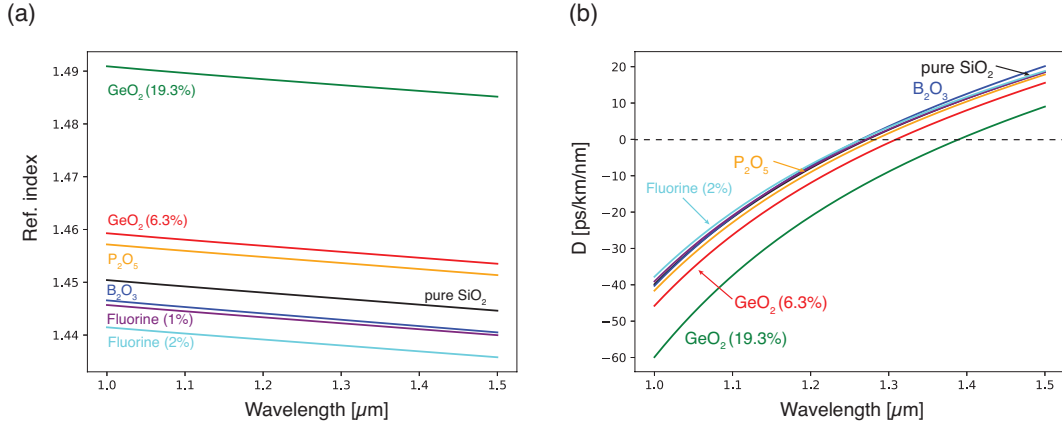 (a)
Ref. index
1.49
1.48
1.47
1.46
1.45
1.44
GeO₂ (19.3%)
GeO₂ (6.3%)
P₂O₅
B₂O₃
pure SiO₂
Fluorine (1%)
Fluorine (2%)
1.0 1.1 1.2 1.3 1.4 1.5
Wavelength [μm]
(b)
D [ps/km/nm]
20
10
0
−10
−20
−30
−40
−50
−60
pure SiO₂
B₂O₃
P₂O₅
Fluorine (2%)
GeO₂ (6.3%)
GeO₂ (19.3%)
1.0 1.1 1.2 1.3 1.4 1.5
Wavelength [μm]